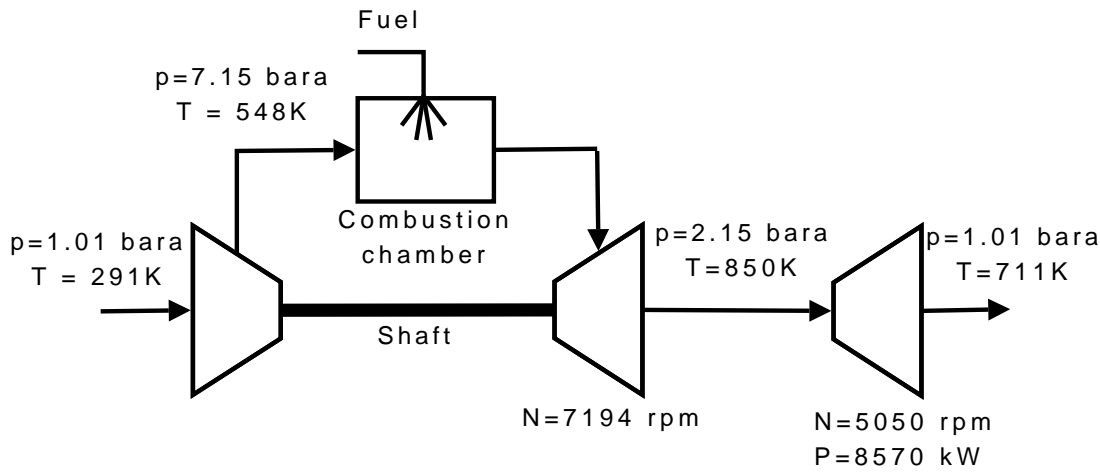 Fuel
p=7.15 bara
T = 548K
Combustion
chamber
p=1.01 bara
T = 291K
Shaft
p=2.15 bara
T=850K
p=1.01 bara
T=711K
N=7194 rpm
N=5050 rpm
P=8570 kW